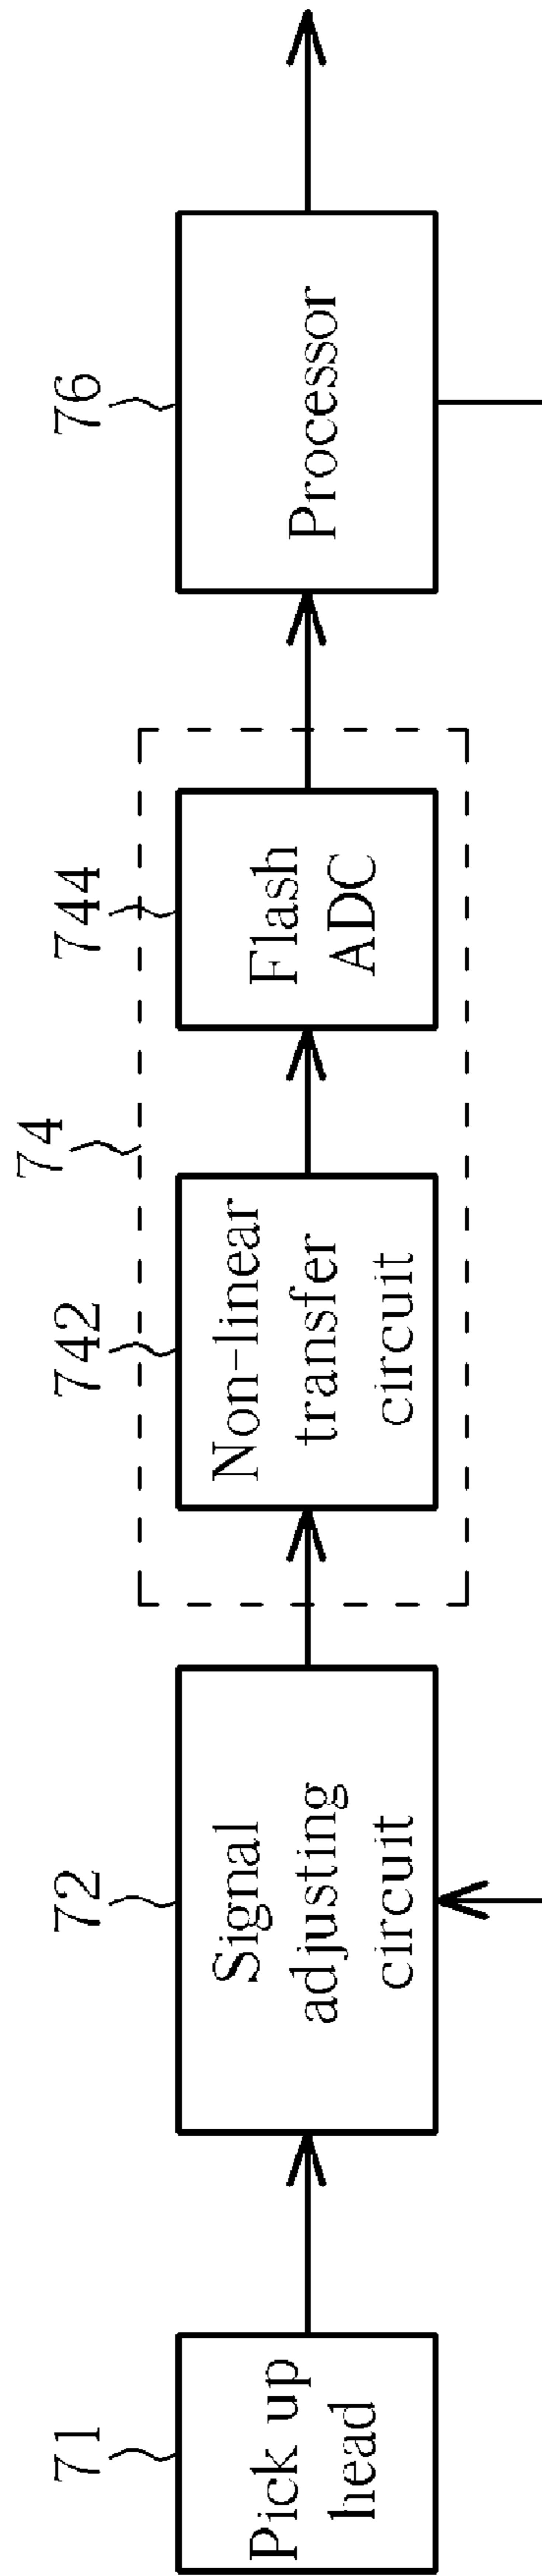 71
Pick up
head
72
Signal
adjusting
circuit
74
742
Non-linear
transfer
circuit
744
Flash
ADC
76
Processor